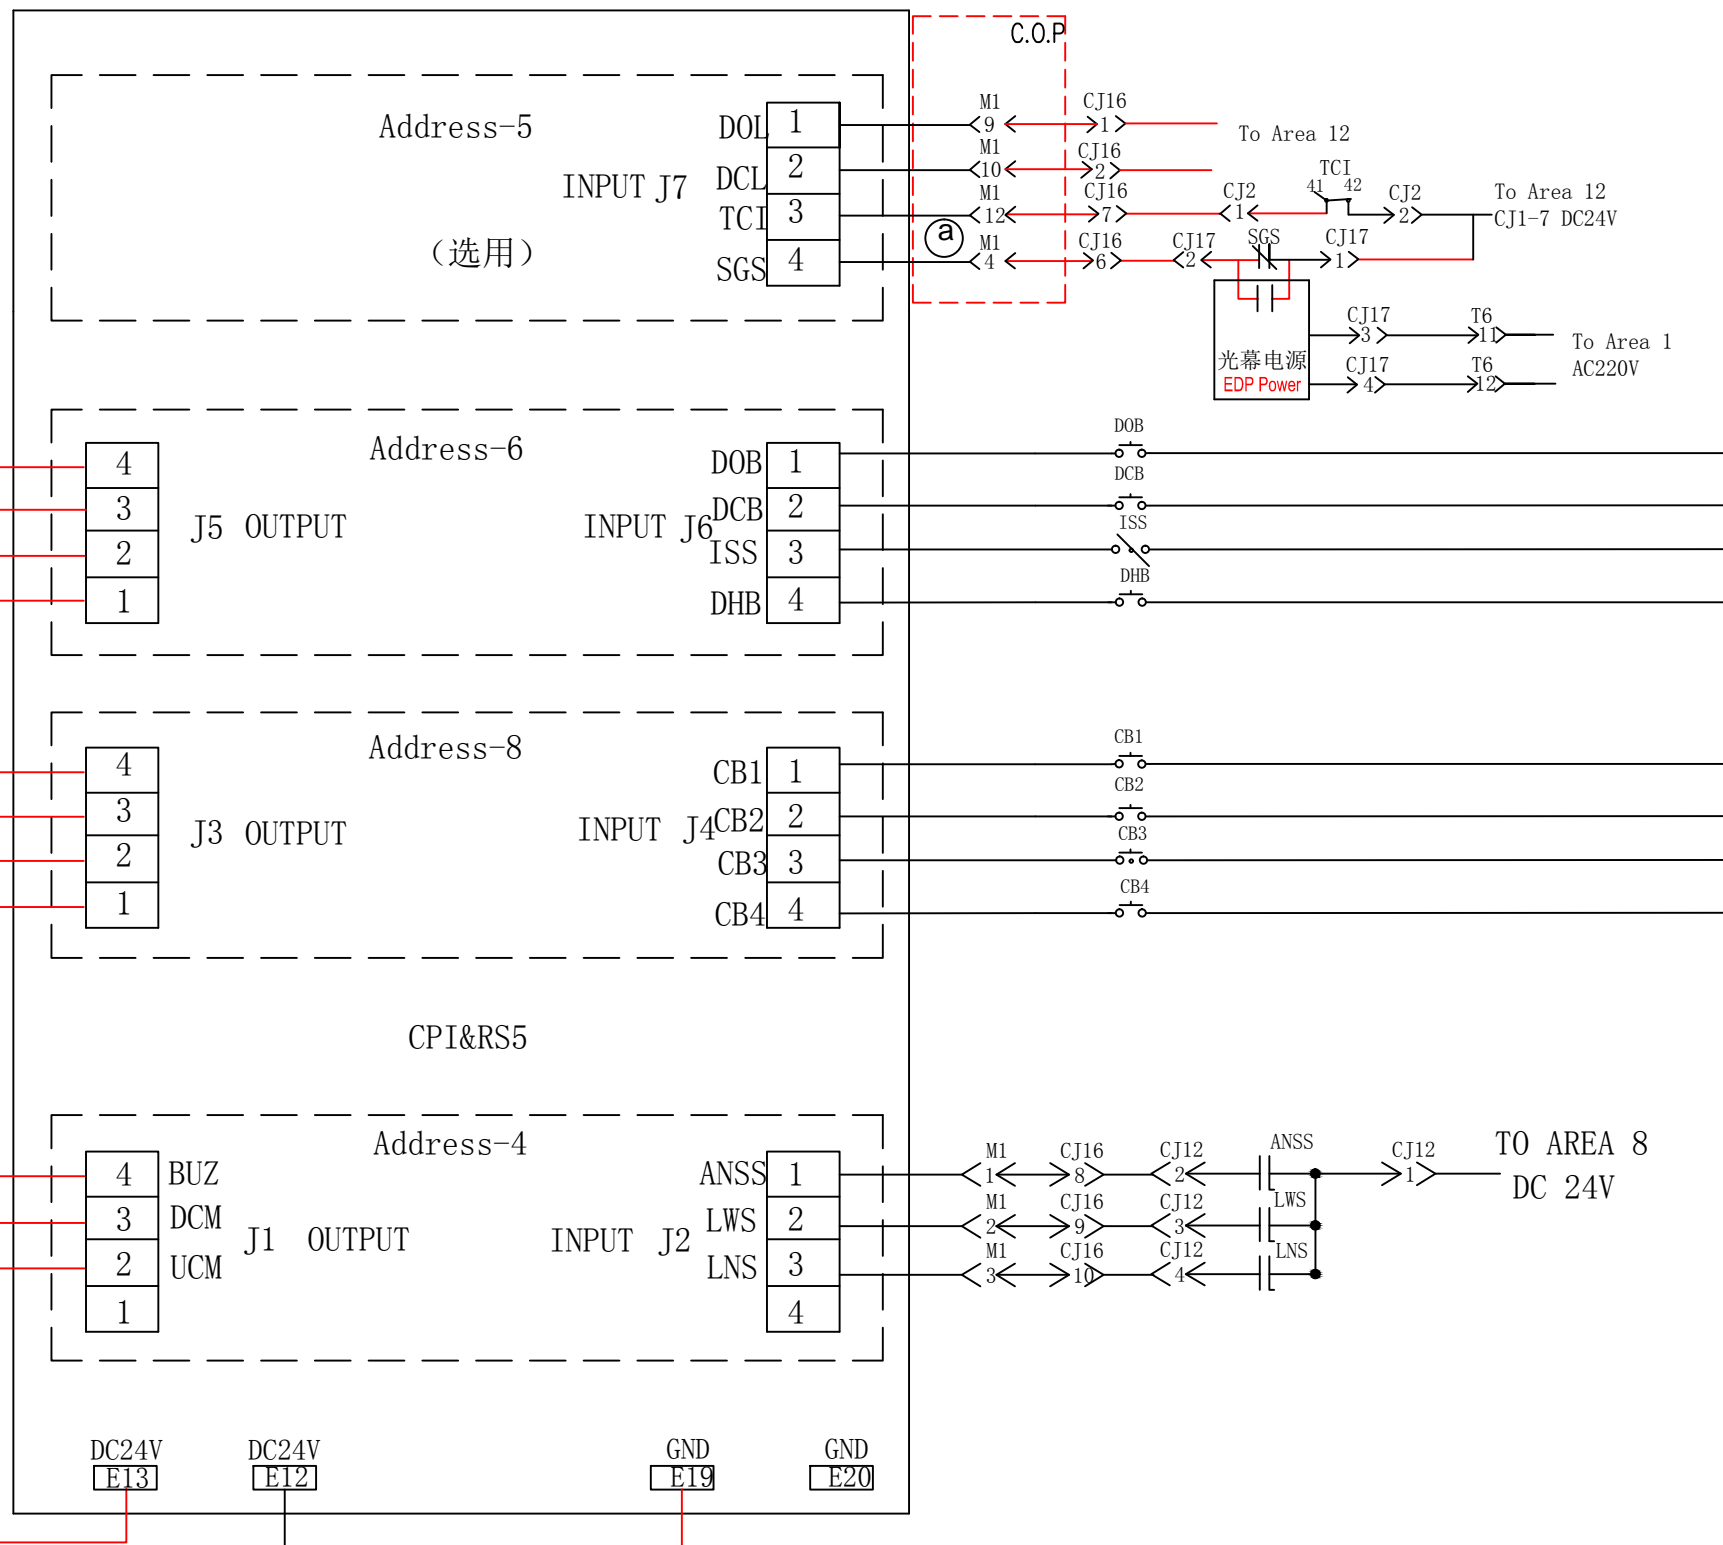 C.O.P
Address-5
INPUT J7
(选用)
DOL 1
DCL 2
TCI 3
SGS 4
a
M1 CJ16
9 1
To Area 12
M1 CJ16
10 2
M1 CJ16 CJ2 TCI CJ2
12 7 1 41 42 2
To Area 12
CJ1-7 DC24V
M1 CJ16 CJ17 SGS CJ17
4 6 2 1
光幕电源
EDP Power
CJ17 T6
3 11
To Area 1
AC220V
CJ17 T6
4 12
Address-6
4
3
2
1
J5 OUTPUT
INPUT J6
DOB 1
DCB 2
ISS 3
DHB 4
DOB
DCB
ISS
DHB
Address-8
4
3
2
1
J3 OUTPUT
INPUT J4
CB1 1
CB2 2
CB3 3
CB4 4
CB1
CB2
CB3
CB4
CPI&RS5
Address-4
4 BUZ
3 DCM
2 UCM
1
J1 OUTPUT
INPUT J2
ANSS 1
LWS 2
LNS 3
4
M1 CJ16 CJ12 ANSS CJ12
1 8 2 1
TO AREA 8
DC 24V
M1 CJ16 CJ12 LWS
2 9 3
M1 CJ16 CJ12 LNS
3 10 4
DC24V DC24V GND GND
E13 E12 E19 E20